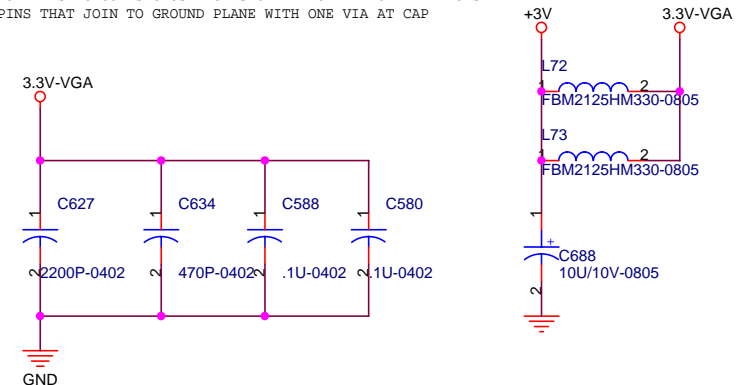 PINS THAT JOIN TO GROUND PLANE WITH ONE VIA AT CAP
+3V
3.3V-VGA
L72
1
2
FBM2125HM330-0805
L73
1
2
FBM2125HM330-0805
3.3V-VGA
C627
C634
C588
C580
1
1
1
1
2
2200P-0402
2
470P-0402
2
.1U-0402
2
.1U-0402
GND
1
+
C688
10U/10V-0805
2